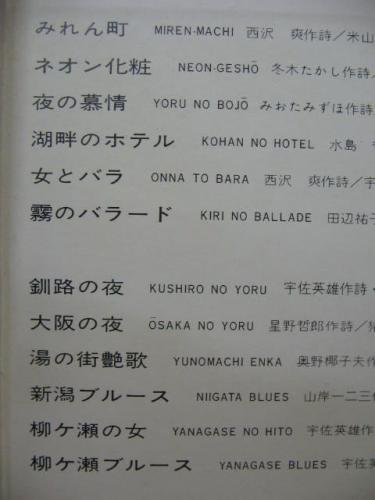 みれん町 MIREN-MACHI 西沢 爽作詩/米山
ネオン化粧 NEON-GESHŌ 冬木たかし作詩
夜の慕情 YORU NO BOJŌ みおたみずほ作詩
湖畔のホテル KOHAN NO HOTEL 水島
女とバラ ONNA TO BARA 西沢 爽作詩/宇
霧のバラード KIRI NO BALLADE 田辺祐子
釧路の夜 KUSHIRO NO YORU 宇佐英雄作詩・
大阪の夜 ŌSAKA NO YORU 星野哲郎作詩/猪
湯の街艶歌 YUNOMACHI ENKA 奥野椰子夫作
新潟ブルース NIIGATA BLUES 山岸一二三
柳ケ瀬の女 YANAGASE NO HITO 宇佐英雄作
柳ケ瀬ブルース YANAGASE BLUES 宇佐英